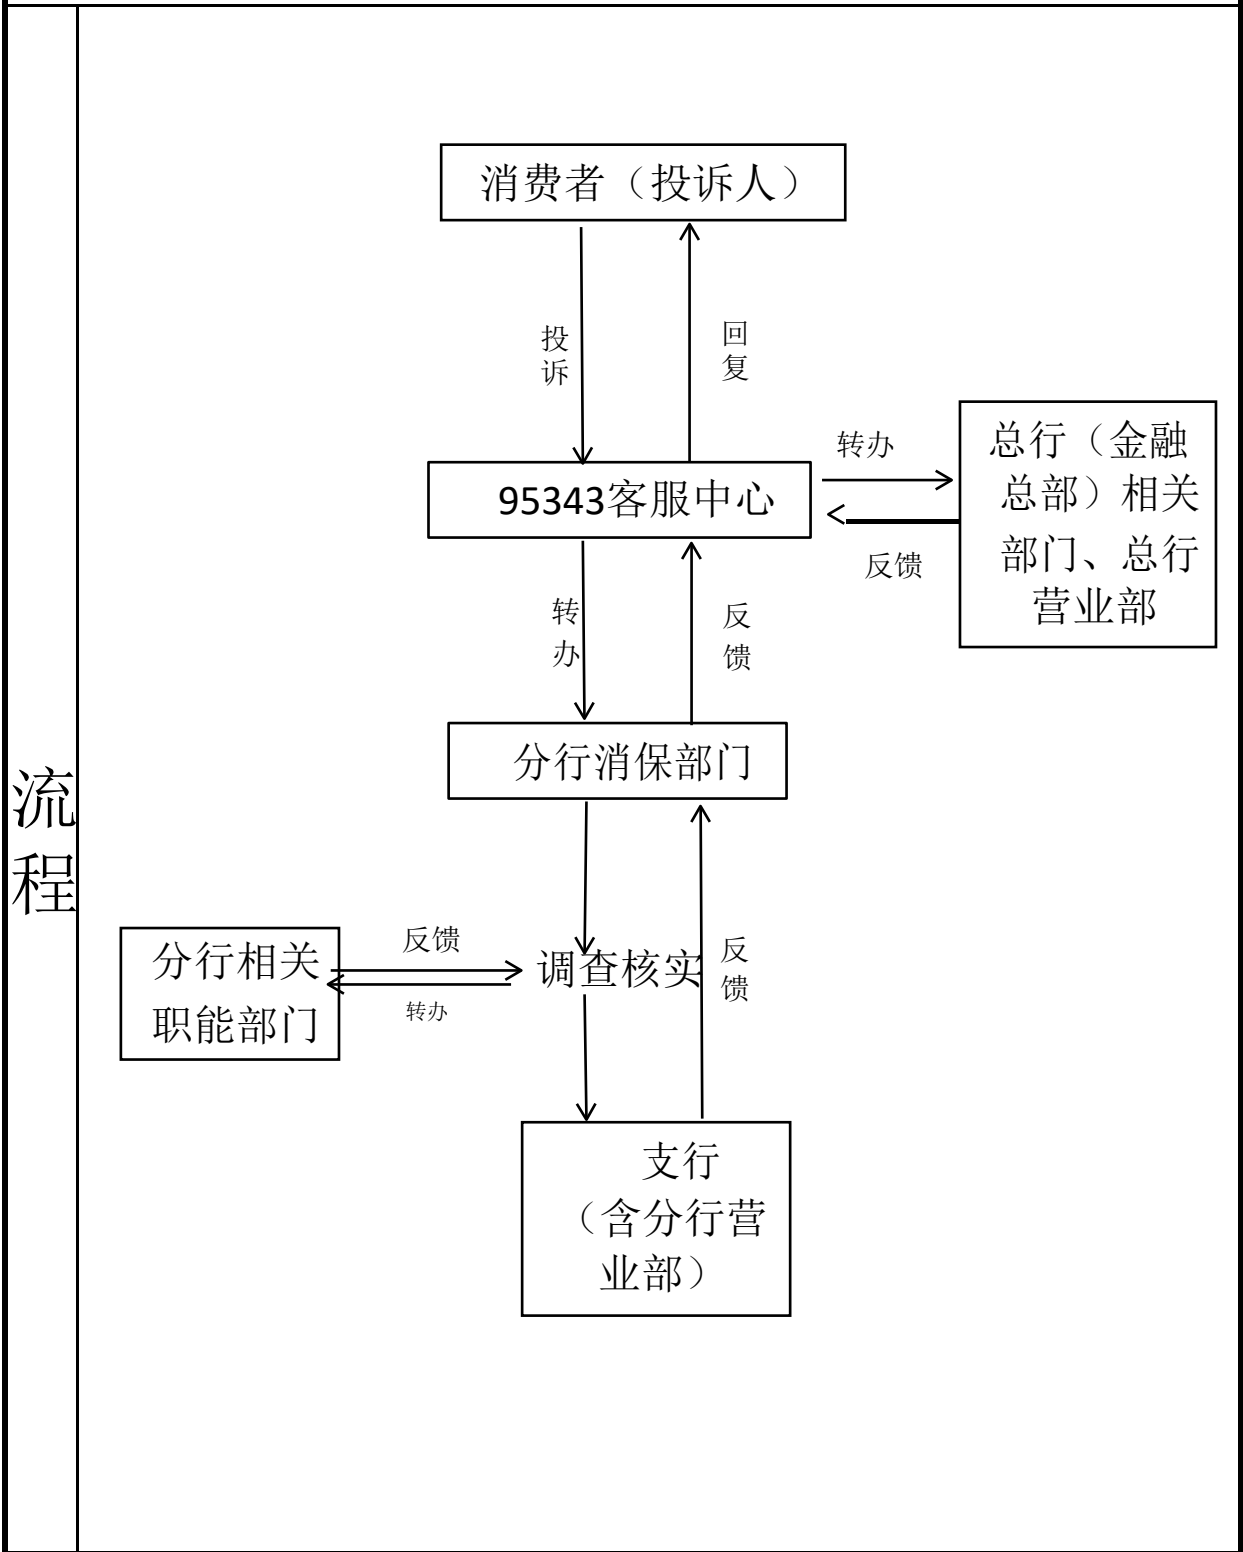 消费者（投诉人）
投诉
回复
转办
95343客服中心
总行（金融
总部）相关
部门、总行
营业部
反馈
转办
反馈
分行消保部门
流程
分行相关
职能部门
反馈
转办
调查核实
反馈
支行
（含分行营
业部）